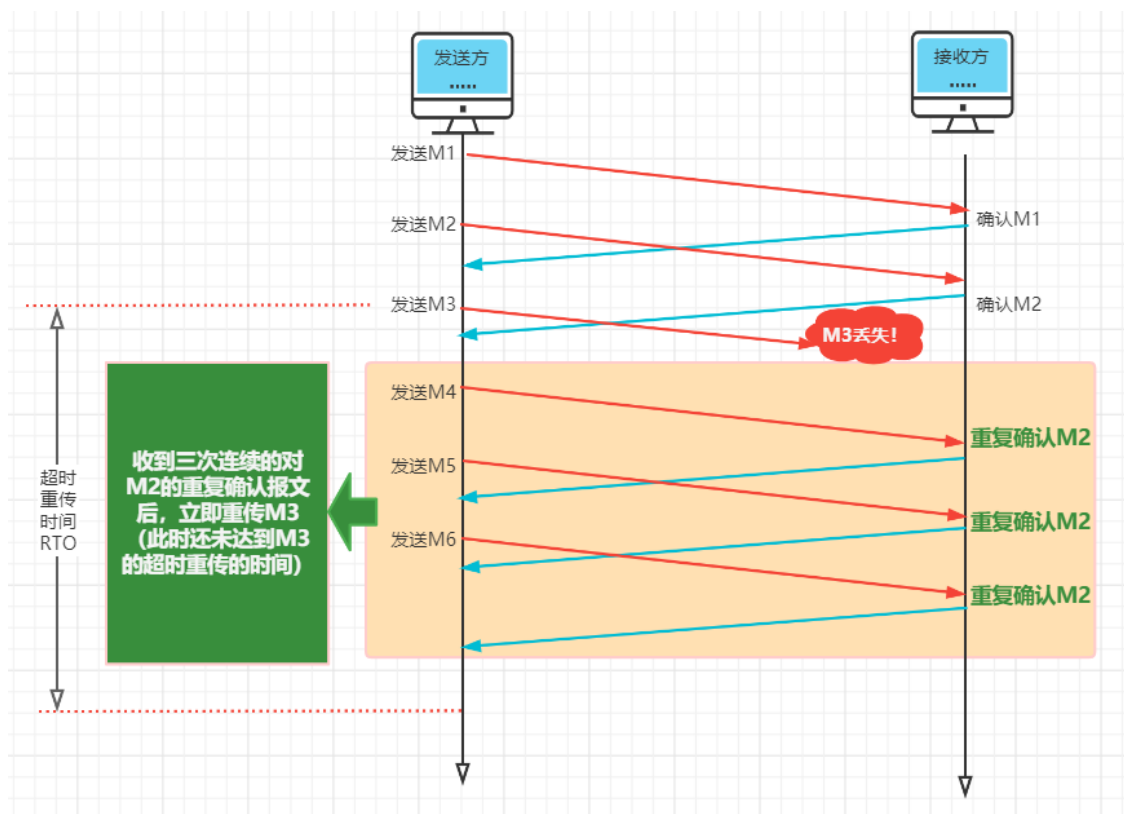 发送方
接收方
发送M1
确认M1
发送M2
发送M3
确认M2
M3丢失!
发送M4
重复确认M2
收到三次连续的对
M2的重复确认报文
后，立即重传M3
（此时还未达到M3
的超时重传的时间）
超时
重传
时间
RTO
发送M5
重复确认M2
发送M6
重复确认M2